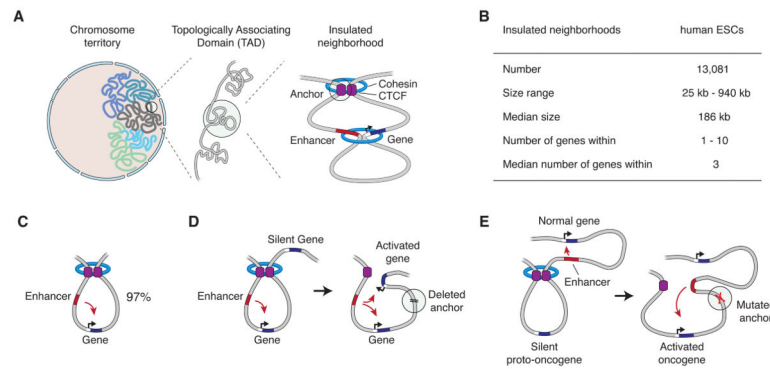 A
Chromosome
territory
Topologically Associating
Domain (TAD)
Insulated
neighborhood
Cohesin
CTCF
Anchor
Enhancer
Gene
B
Insulated neighborhoods human ESCs
Number 13,081
Size range 25 kb - 940 kb
Median size 186 kb
Number of genes within 1 - 10
Median number of genes within 3
C
Enhancer
97%
Gene
D
Silent Gene
Enhancer
Gene
Activated
gene
Deleted
anchor
Gene
E
Normal gene
Enhancer
Silent
proto-oncogene
Mutated
anchor
Activated
oncogene